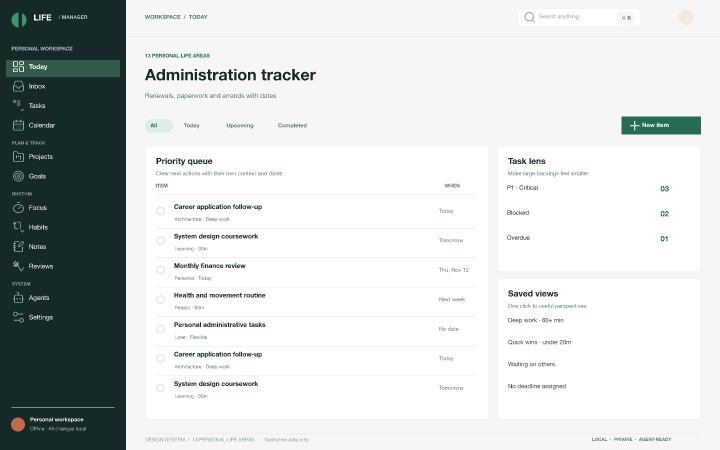 LIFE / MANAGER
PERSONAL WORKSPACE
Today
Inbox
Tasks
Calendar
PLAN & TRACK
Projects
Goals
RHYTHM
Focus
Habits
Notes
Reviews
SYSTEM
Agents
Settings
Personal workspace
Offline · All changes local
WORKSPACE / TODAY
Search anything...
⌘ K
13 PERSONAL LIFE AREAS
Administration tracker
Renewals, paperwork and errands with dates
All Today Upcoming Completed
New item
Priority queue
Clear next actions with their own context and dates
ITEM WHEN
Career application follow-up
Architecture · Deep work
Today
System design coursework
Learning · 30m
Tomorrow
Monthly finance review
Personal · Today
Thu, Nov 12
Health and movement routine
Project · 60m
Next week
Personal administrative tasks
Later · Flexible
No date
Career application follow-up
Architecture · Deep work
Today
System design coursework
Learning · 30m
Tomorrow
Task lens
Make large backlogs feel smaller
P1 · Critical 03
Blocked 02
Overdue 01
Saved views
One click to useful perspectives
Deep work · 60+ min
Quick wins · under 20m
Waiting on others
No deadline assigned
DESIGN SYSTEM / 13 PERSONAL LIFE AREAS · Illustrative data only
LOCAL · PRIVATE · AGENT-READY